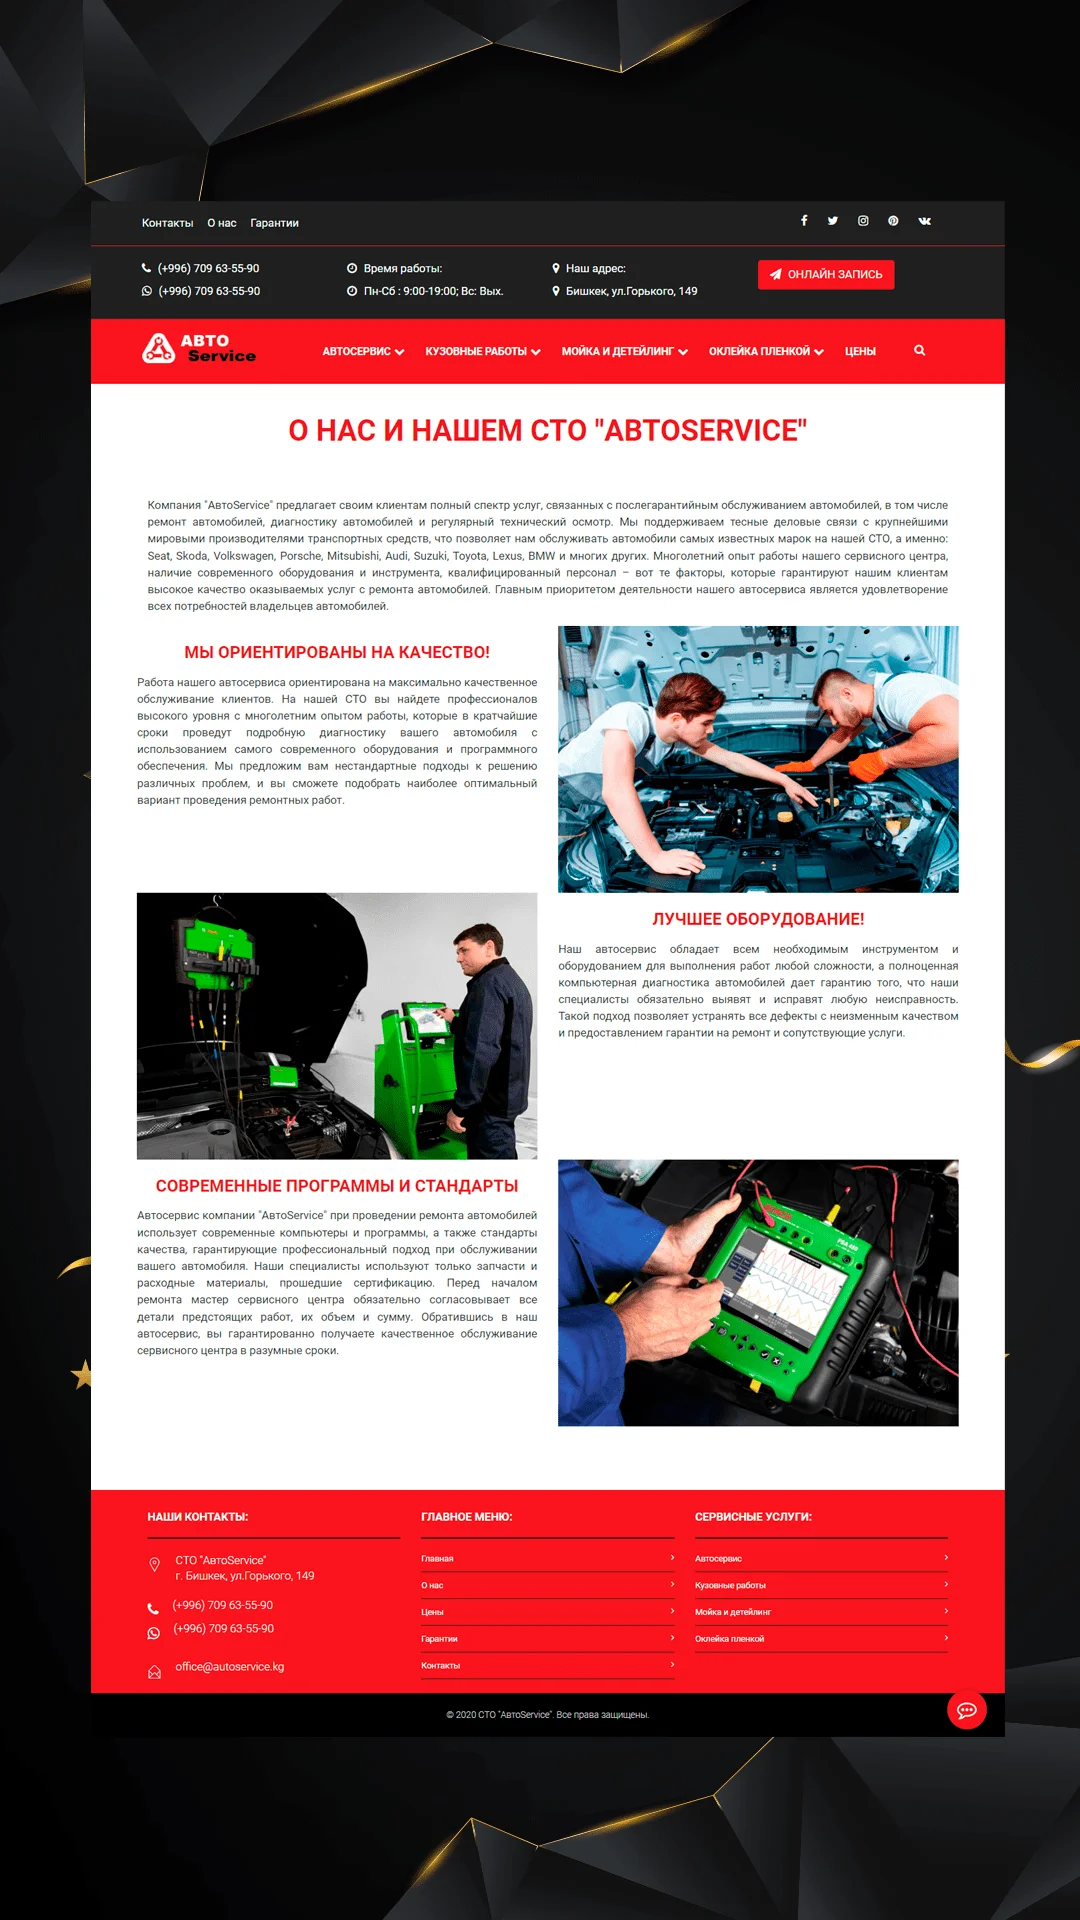 Контакты О нас Гарантии
(+996) 709 63-55-90 Время работы: Наш адрес: ОНЛАЙН ЗАПИСЬ
(+996) 709 63-55-90 Пн-Сб : 9:00-19:00; Вс: Вых. Бишкек, ул.Горького, 149
АВТО
Service
АВТОСЕРВИС КУЗОВНЫЕ РАБОТЫ МОЙКА И ДЕТЕЙЛИНГ ОКЛЕЙКА ПЛЕНКОЙ ЦЕНЫ
О НАС И НАШЕМ СТО "АВТОSERVICE"
Компания "АвтоService" предлагает своим клиентам полный спектр услуг, связанных с послегарантийным обслуживанием автомобилей, в том числе
ремонт автомобилей, диагностику автомобилей и регулярный технический осмотр. Мы поддерживаем тесные деловые связи с крупнейшими
мировыми производителями транспортных средств, что позволяет нам обслуживать автомобили самых известных марок на нашей СТО, а именно:
Seat, Skoda, Volkswagen, Porsche, Mitsubishi, Audi, Suzuki, Toyota, Lexus, BMW и многих других. Многолетний опыт работы нашего сервисного центра,
наличие современного оборудования и инструмента, квалифицированный персонал – вот те факторы, которые гарантируют нашим клиентам
высокое качество оказываемых услуг с ремонта автомобилей. Главным приоритетом деятельности нашего автосервиса является удовлетворение
всех потребностей владельцев автомобилей.
МЫ ОРИЕНТИРОВАНЫ НА КАЧЕСТВО!
Работа нашего автосервиса ориентирована на максимально качественное
обслуживание клиентов. На нашей СТО вы найдете профессионалов
высокого уровня с многолетним опытом работы, которые в кратчайшие
сроки проведут подробную диагностику вашего автомобиля с
использованием самого современного оборудования и программного
обеспечения. Мы предложим вам нестандартные подходы к решению
различных проблем, и вы сможете подобрать наиболее оптимальный
вариант проведения ремонтных работ.
ЛУЧШЕЕ ОБОРУДОВАНИЕ!
Наш автосервис обладает всем необходимым инструментом и
оборудованием для выполнения работ любой сложности, а полноценная
компьютерная диагностика автомобилей дает гарантию того, что наши
специалисты обязательно выявят и исправят любую неисправность.
Такой подход позволяет устранять все дефекты с неизменным качеством
и предоставлением гарантии на ремонт и сопутствующие услуги.
СОВРЕМЕННЫЕ ПРОГРАММЫ И СТАНДАРТЫ
Автосервис компании "АвтоService" при проведении ремонта автомобилей
использует современные компьютеры и программы, а также стандарты
качества, гарантирующие профессиональный подход при обслуживании
вашего автомобиля. Наши специалисты используют только запчасти и
расходные материалы, прошедшие сертификацию. Перед началом
ремонта мастер сервисного центра обязательно согласовывает все
детали предстоящих работ, их объем и сумму. Обратившись в наш
автосервис, вы гарантированно получаете качественное обслуживание
сервисного центра в разумные сроки.
НАШИ КОНТАКТЫ:
СТО "АвтоService"
г. Бишкек, ул.Горького, 149
(+996) 709 63-55-90
(+996) 709 63-55-90
office@autoservice.kg
ГЛАВНОЕ МЕНЮ:
Главная
О нас
Цены
Гарантии
Контакты
СЕРВИСНЫЕ УСЛУГИ:
Автосервис
Кузовные работы
Мойка и детейлинг
Оклейка пленкой
© 2020 СТО "АвтоService". Все права защищены.